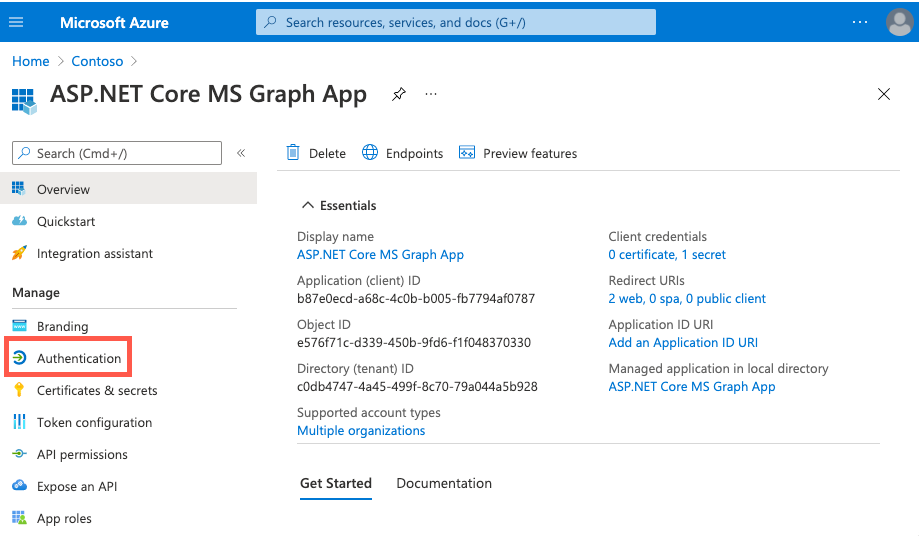 Microsoft Azure
Search resources, services, and docs (G+/)
Home > Contoso >
ASP.NET Core MS Graph App
Search (Cmd+/)
Overview
Quickstart
Integration assistant
Manage
Branding
Authentication
Certificates & secrets
Token configuration
API permissions
Expose an API
App roles
Delete
Endpoints
Preview features
Essentials
Display name
ASP.NET Core MS Graph App
Application (client) ID
b87e0ecd-a68c-4c0b-b005-fb7794af0787
Object ID
e576f71c-d339-450b-9fd6-f1f048370330
Directory (tenant) ID
c0db4747-4a45-499f-8c70-79a044a5b928
Supported account types
Multiple organizations
Client credentials
0 certificate, 1 secret
Redirect URIs
2 web, 0 spa, 0 public client
Application ID URI
Add an Application ID URI
Managed application in local directory
ASP.NET Core MS Graph App
Get Started
Documentation